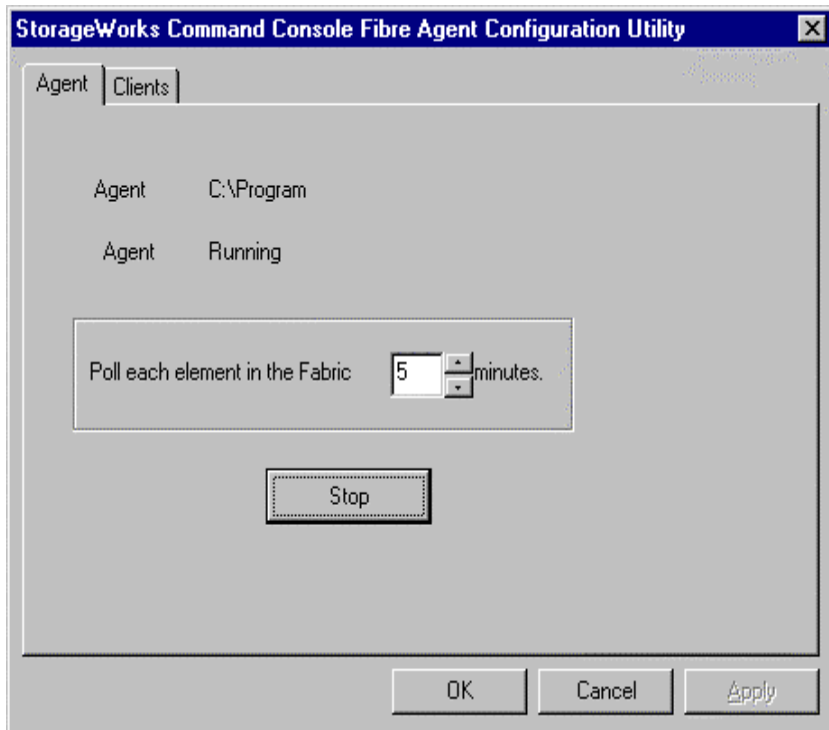 StorageWorks Command Console Fibre Agent Configuration Utility
Agent Clients
Agent C:\Program
Agent Running
Poll each element in the Fabric 5 minutes.
Stop
OK Cancel Apply